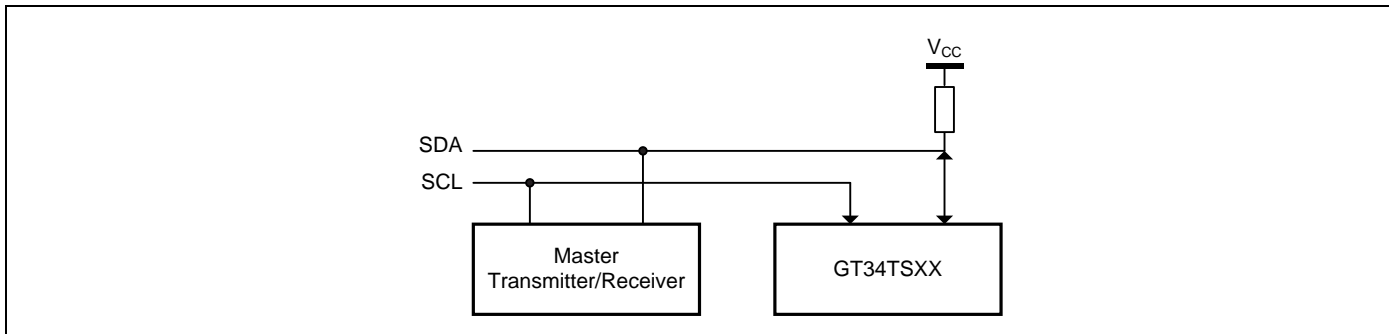 VCC
SDA
SCL
Master
Transmitter/Receiver
GT34TSXX